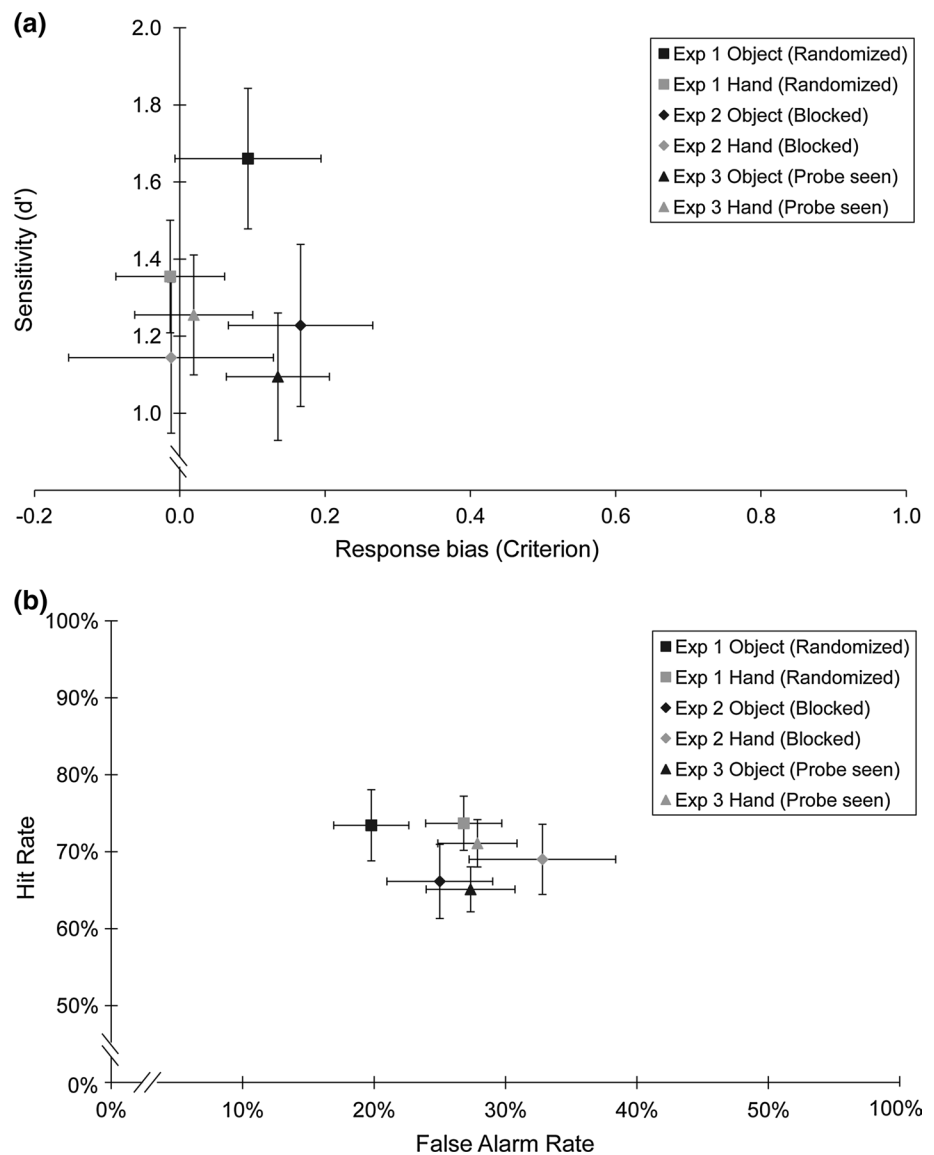 (a)
2.0
1.8
1.6
1.4
1.2
1.0
Sensitivity (d')
-0.2 0.0 0.2 0.4 0.6 0.8 1.0
Response bias (Criterion)
Exp 1 Object (Randomized)
Exp 1 Hand (Randomized)
Exp 2 Object (Blocked)
Exp 2 Hand (Blocked)
Exp 3 Object (Probe seen)
Exp 3 Hand (Probe seen)
(b)
100%
90%
80%
70%
60%
50%
0%
Hit Rate
0% 10% 20% 30% 40% 50% 100%
False Alarm Rate
Exp 1 Object (Randomized)
Exp 1 Hand (Randomized)
Exp 2 Object (Blocked)
Exp 2 Hand (Blocked)
Exp 3 Object (Probe seen)
Exp 3 Hand (Probe seen)